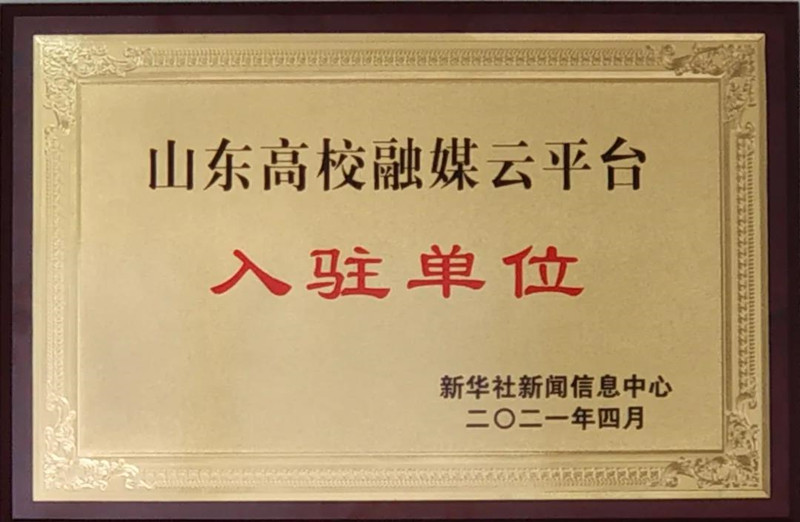 山东高校融媒云平台
入驻单位
新华社新闻信息中心
二〇二一年四月